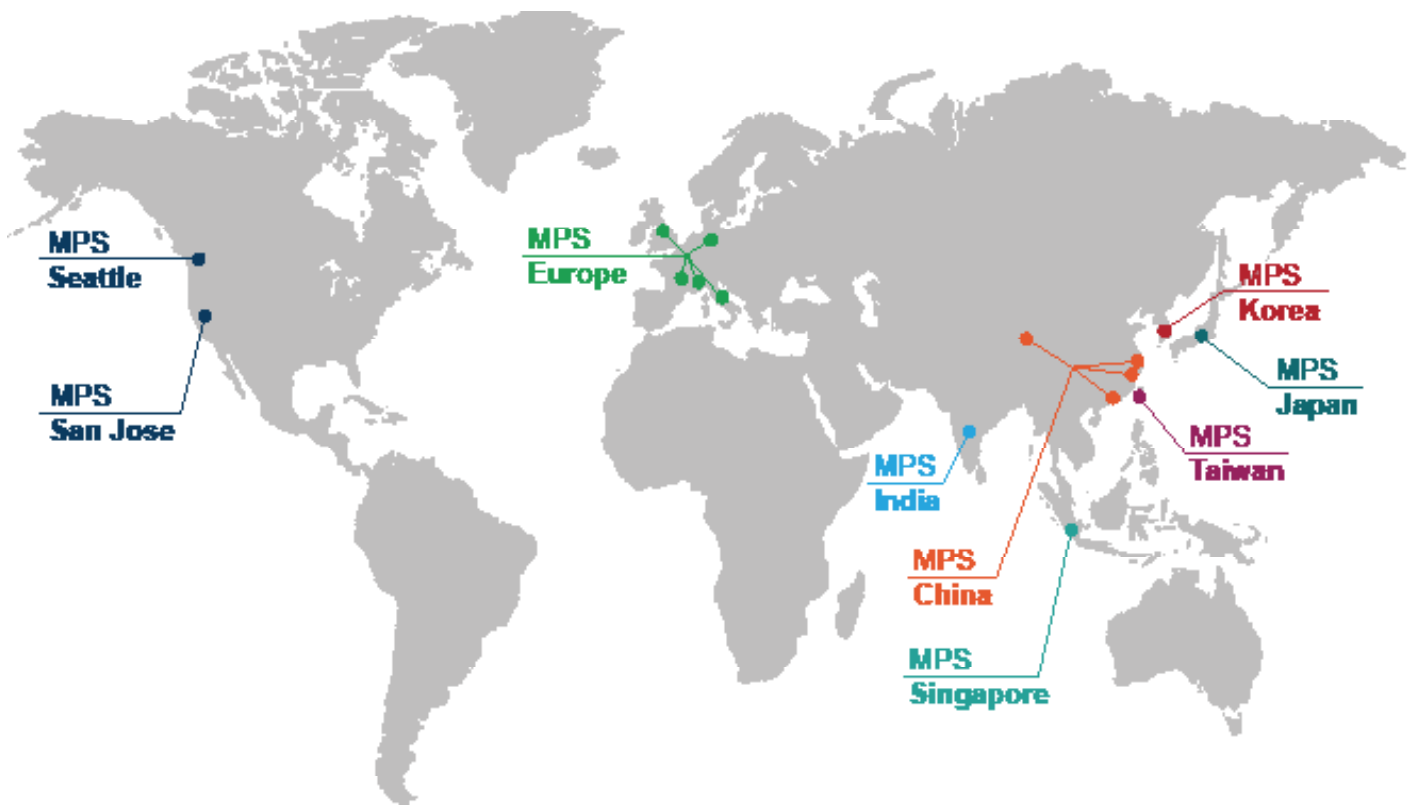 MPS
Seattle
MPS
San Jose
MPS
Europe
MPS
Korea
MPS
Japan
MPS
Taiwan
MPS
India
MPS
China
MPS
Singapore